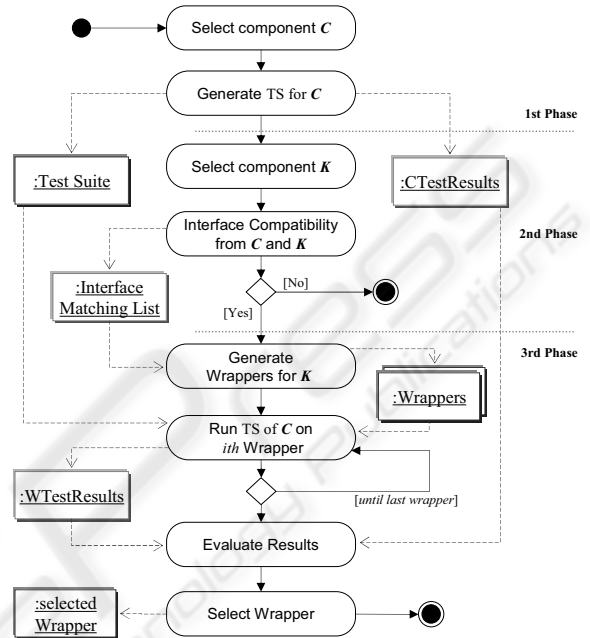 Select component C
Generate TS for C
1st Phase
:Test Suite
Select component K
:CTestResults
Interface Compatibility
from C and K
2nd Phase
:Interface
Matching List
[No]
[Yes]
3rd Phase
Generate
Wrappers for K
:Wrappers
Run TS of C on
ith Wrapper
:WTestResults
[until last wrapper]
Evaluate Results
:selected
Wrapper
Select Wrapper